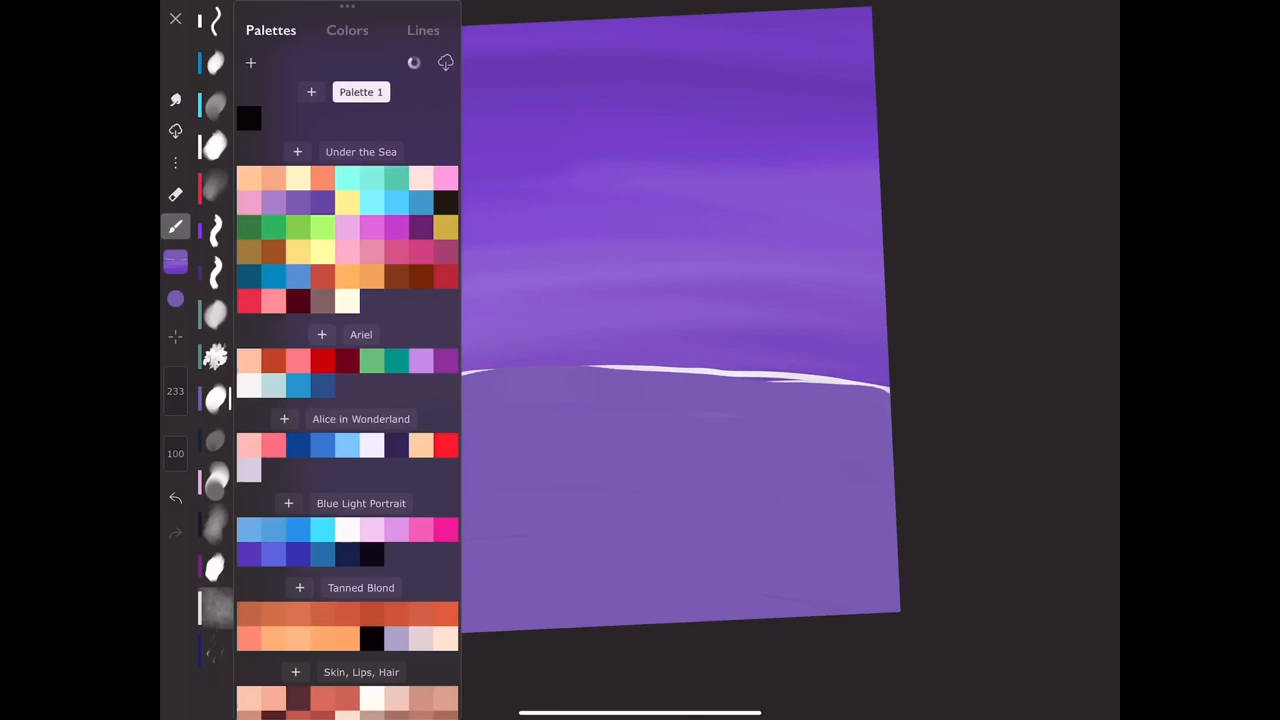 Palettes Colors Lines
Palette 1
Under the Sea
Ariel
Alice in Wonderland
233
100
Blue Light Portrait
Tanned Blond
Skin, Lips, Hair